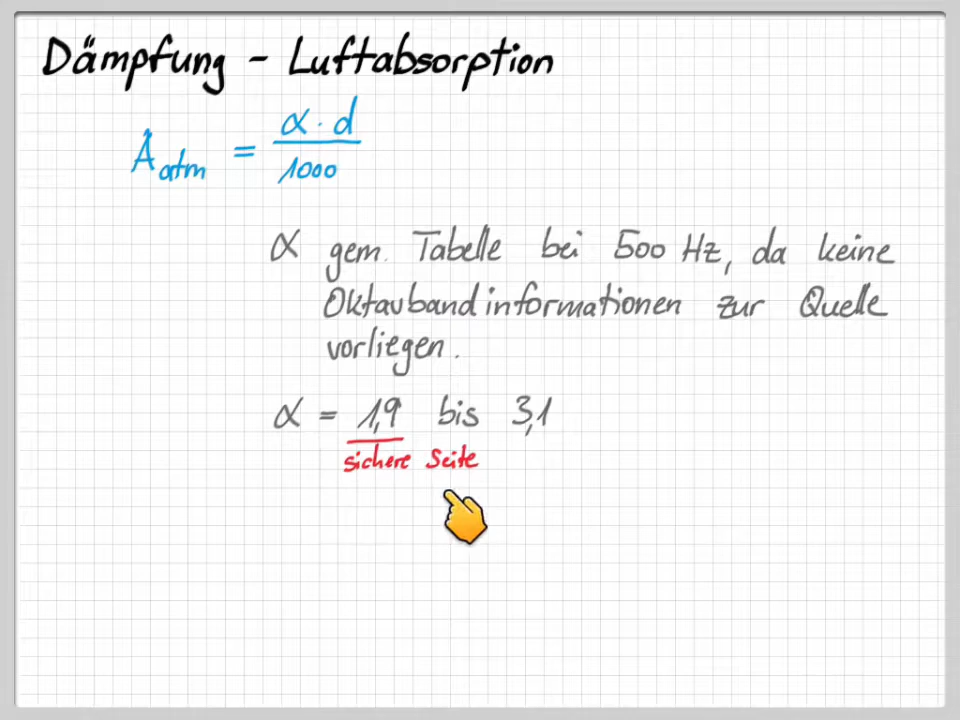 Dämpfung - Luftabsorption
A_atm = α · d / 1000
α gem. Tabelle bei 500 Hz, da keine
Oktavbandinformationen zur Quelle
vorliegen.
α = 1,9 bis 3,1
sichere Seite